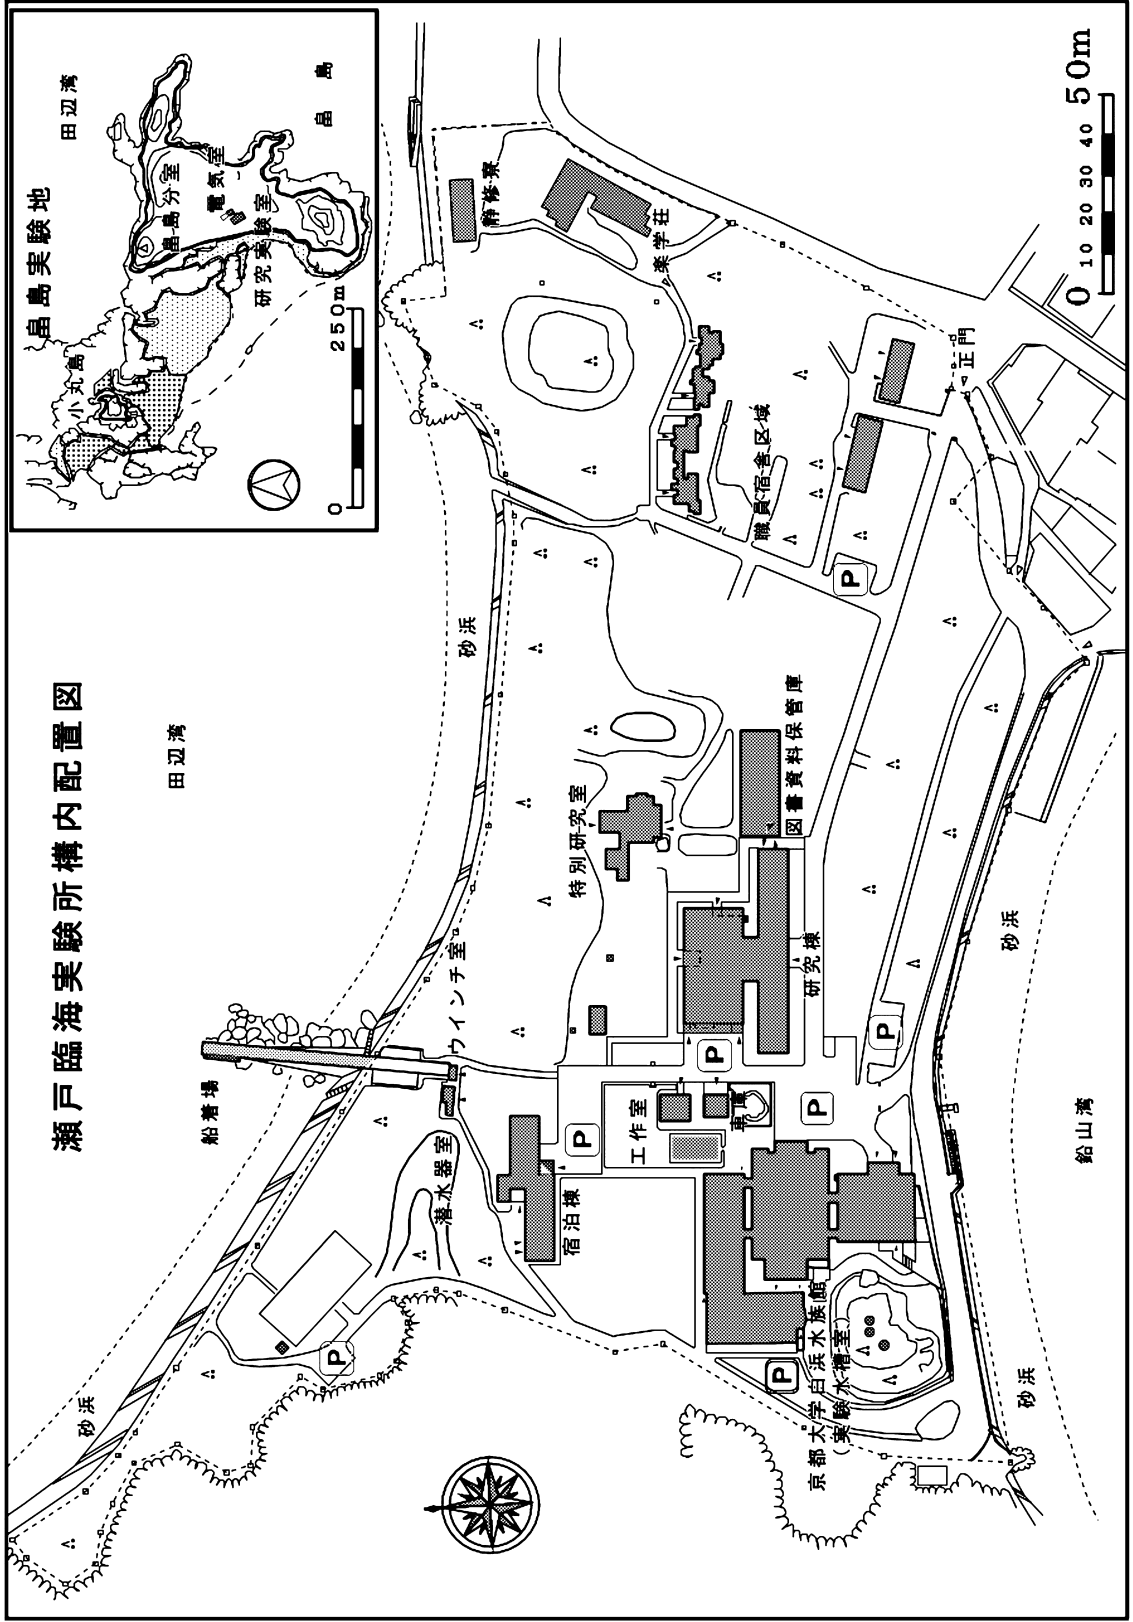 瀬戸臨海実験所構内配置図
田辺湾
砂浜
船着場
ウインチ室
潜水器室
宿泊棟
P
P
工作室
車庫
P
P
P
P
京都大学白浜水族館
(実験水槽室)
研究棟
特別研究室
図書資料保管庫
砂浜
P
職員宿舎区域
楽学荘
静修寮
正門
砂浜
砂浜
鉛山湾
0 10 20 30 40 50m
畠島実験地
田辺湾
小丸島
畠島分室
電気室
研究実験室
畠島
0 250m